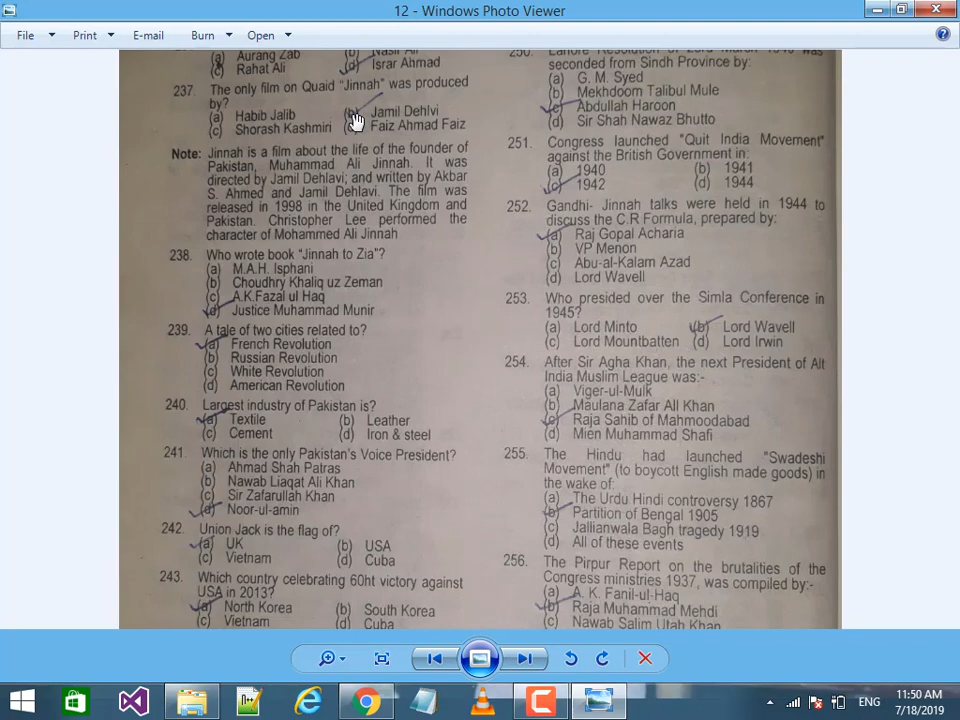 12 - Windows Photo Viewer
File Print E-mail Burn Open
(a) Aurang Zab (b) Nasir Ali
(c) Rahat Ali (d) Israr Ahmad
237. The only film on Quaid "Jinnah" was produced
by?
(a) Habib Jalib (b) Jamil Dehlvi
(c) Shorash Kashmiri (d) Faiz Ahmad Faiz
Note: Jinnah is a film about the life of the founder of
Pakistan, Muhammad Ali Jinnah. It was
directed by Jamil Dehlavi; and written by Akbar
S. Ahmed and Jamil Dehlavi. The film was
released in 1998 in the United Kingdom and
Pakistan. Christopher Lee performed the
character of Mohammed Ali Jinnah
238. Who wrote book "Jinnah to Zia"?
(a) M.A.H. Isphani
(b) Choudhry Khaliq uz Zeman
(c) A.K.Fazal ul Haq
(d) Justice Muhammad Munir
239. A tale of two cities related to?
(a) French Revolution
(b) Russian Revolution
(c) White Revolution
(d) American Revolution
240. Largest industry of Pakistan is?
(a) Textile (b) Leather
(c) Cement (d) Iron & steel
241. Which is the only Pakistan's Voice President?
(a) Ahmad Shah Patras
(b) Nawab Liaqat Ali Khan
(c) Sir Zafarullah Khan
(d) Noor-ul-amin
242. Union Jack is the flag of?
(a) UK (b) USA
(c) Vietnam (d) Cuba
243. Which country celebrating 60ht victory against
USA in 2013?
(a) North Korea (b) South Korea
(c) Vietnam (d) Cuba
250. Lahore Resolution of 23rd March 1940 was
seconded from Sindh Province by:
(a) G. M. Syed
(b) Mekhdoom Talibul Mule
(c) Abdullah Haroon
(d) Sir Shah Nawaz Bhutto
251. Congress launched "Quit India Movement"
against the British Government in:
(a) 1940 (b) 1941
(c) 1942 (d) 1944
252. Gandhi- Jinnah talks were held in 1944 to
discuss the C.R Formula, prepared by:
(a) Raj Gopal Acharia
(b) VP Menon
(c) Abu-al-Kalam Azad
(d) Lord Wavell
253. Who presided over the Simla Conference in
1945?
(a) Lord Minto (b) Lord Wavell
(c) Lord Mountbatten (d) Lord Irwin
254. After Sir Agha Khan, the next President of Alt
India Muslim League was:-
(a) Viger-ul-Mulk
(b) Maulana Zafar All Khan
(c) Raja Sahib of Mahmoodabad
(d) Mien Muhammad Shafi
255. The Hindu had launched "Swadeshi
Movement" (to boycott English made goods) in
the wake of:
(a) The Urdu Hindi controversy 1867
(b) Partition of Bengal 1905
(c) Jallianwala Bagh tragedy 1919
(d) All of these events
256. The Pirpur Report on the brutalities of the
Congress ministries 1937, was compiled by:-
(a) A. K. Fanil-ul-Haq
(b) Raja Muhammad Mehdi
(c) Nawab Salim Utah Khan
ENG
11:50 AM
7/18/2019